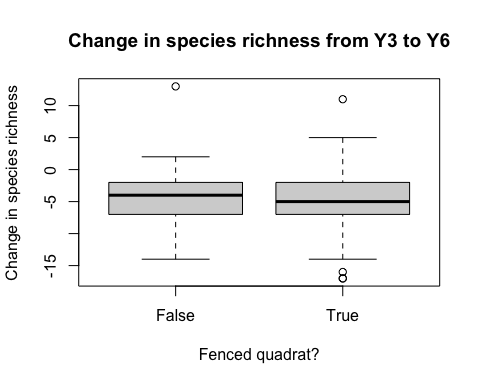 Change in species richness from Y3 to Y6
Change in species richness
10
5
0
-5
-15
False
True
Fenced quadrat?